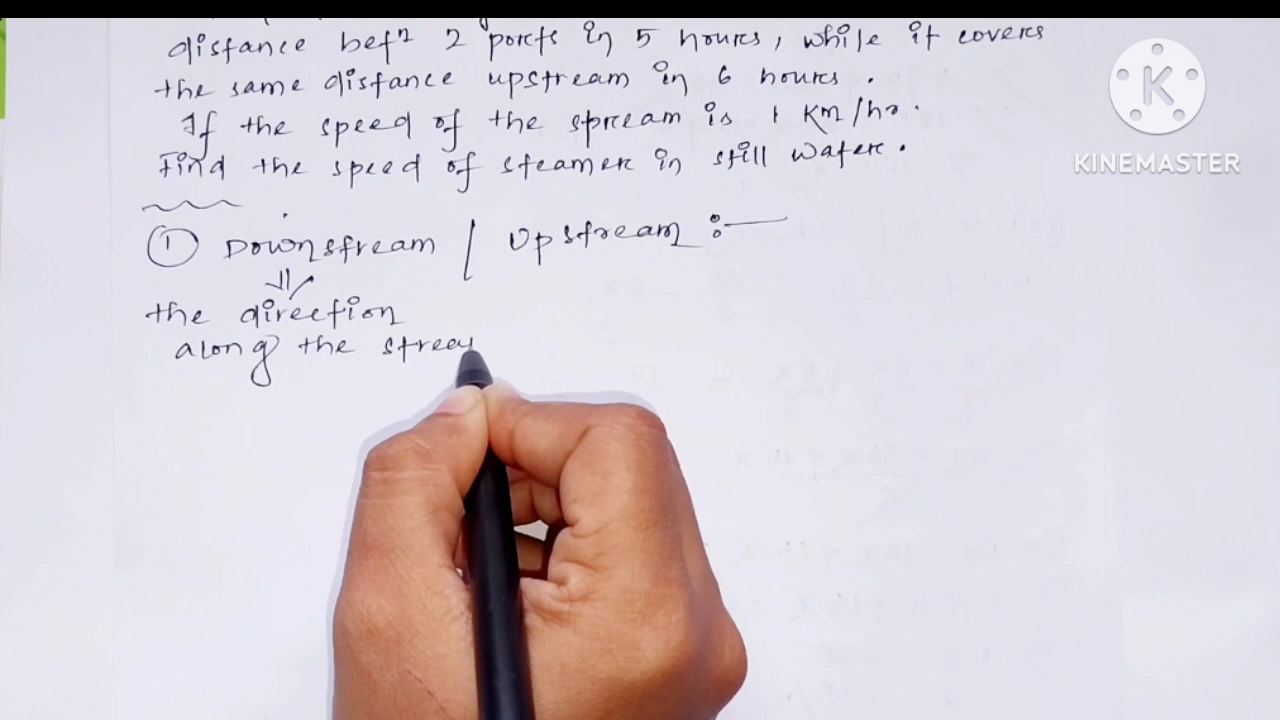 distance betn 2 ports in 5 hours, while it covers
the same distance upstream in 6 hours.
If the speed of the spream is 1 Km/hr.
Find the speed of steamer in still water.
① Downstream / Upstream :—
the direction
along the stream
K
KINEMASTER